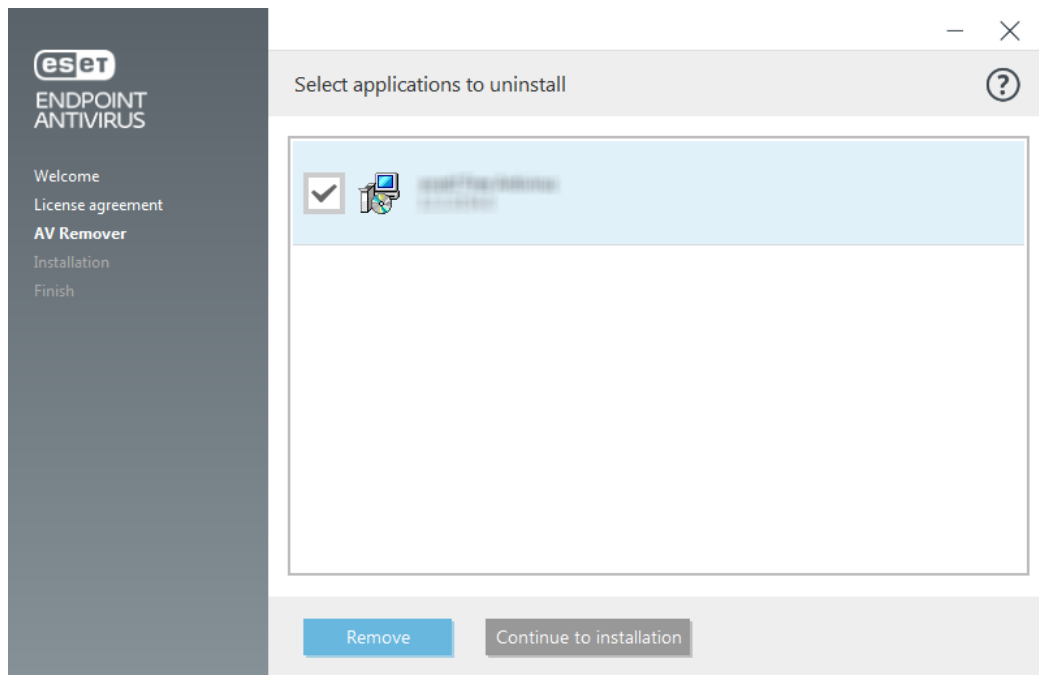 eset
ENDPOINT
ANTIVIRUS
Welcome
License agreement
AV Remover
Installation
Finish
Select applications to uninstall
?
Remove
Continue to installation